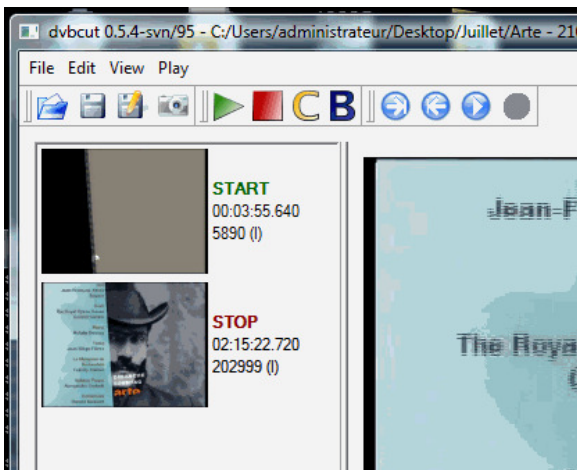 dvbcut 0.5.4-svn/95 - C:/Users/administrateur/Desktop/Juillet/Arte - 210
File Edit View Play
C B
START
00:03:55.640
5890 (I)
STOP
02:15:22.720
202999 (I)
arte
Jean-F
The Roya